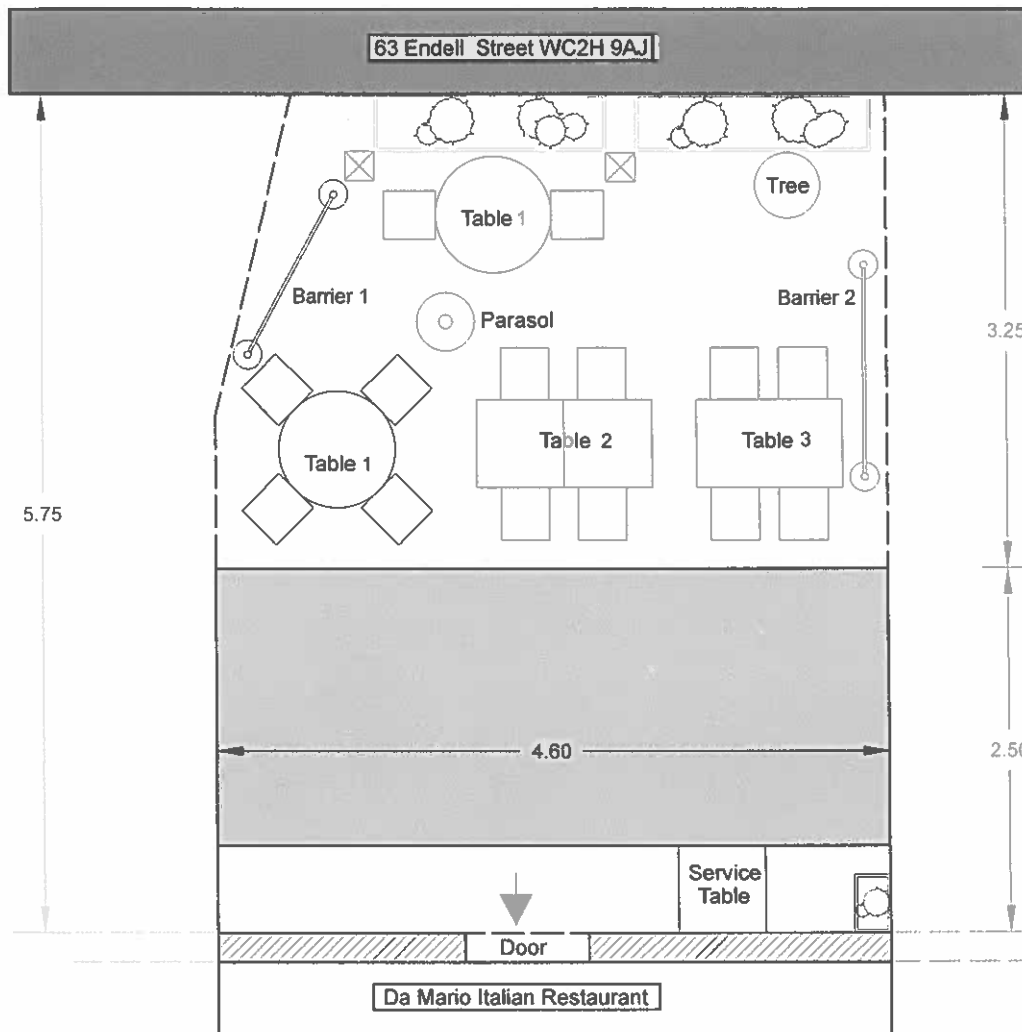 63 Endell Street WC2H 9AJ
Tree
Table 1
Barrier 1
Barrier 2
Parasol
3.25
Table 1
Table 2
Table 3
5.75
4.60
2.50
Service
Table
Door
Da Mario Italian Restaurant